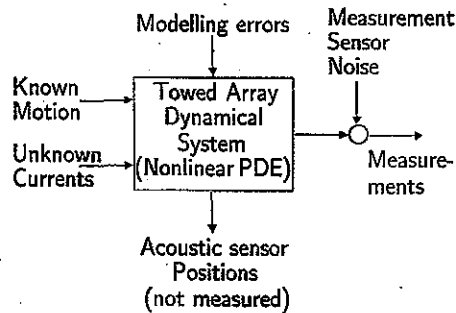 Modelling errors
Measurement
Sensor
Noise
Known
Motion
Unknown
Currents
Towed Array
Dynamical
System
(Nonlinear PDE)
Measure-
ments
Acoustic sensor
Positions
(not measured)